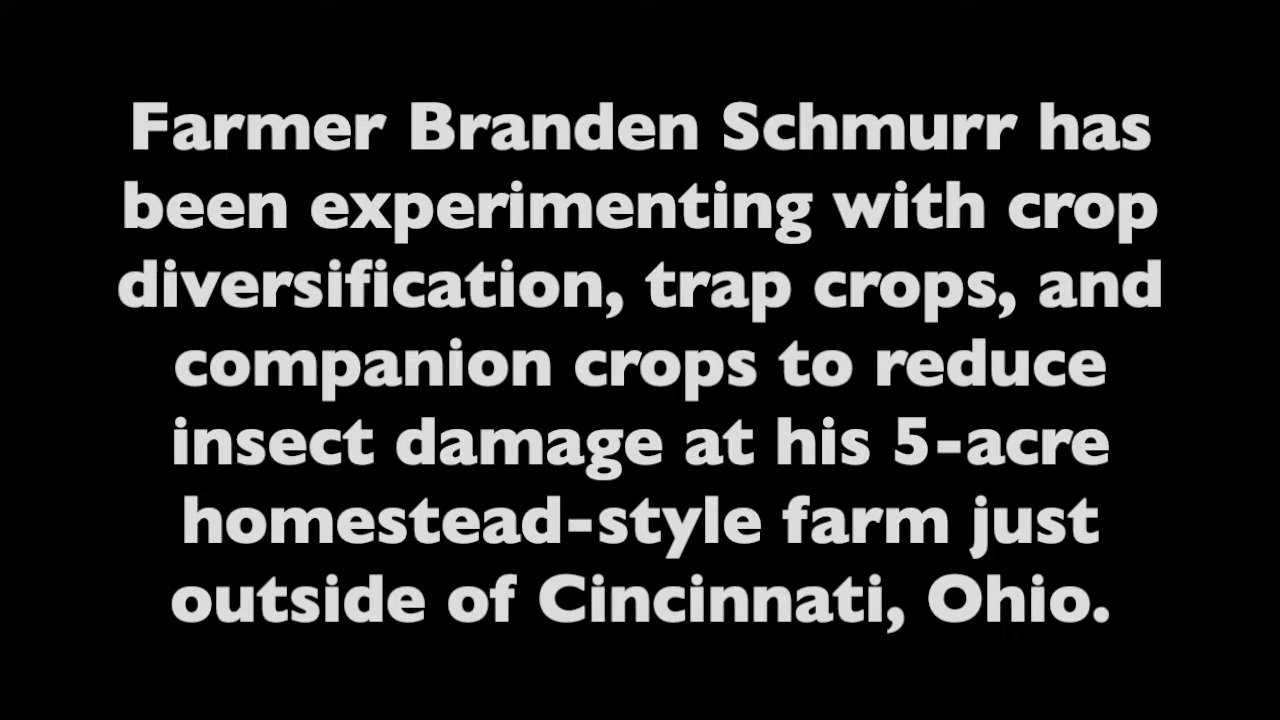 Farmer Branden Schmurr has
been experimenting with crop
diversification, trap crops, and
companion crops to reduce
insect damage at his 5-acre
homestead-style farm just
outside of Cincinnati, Ohio.